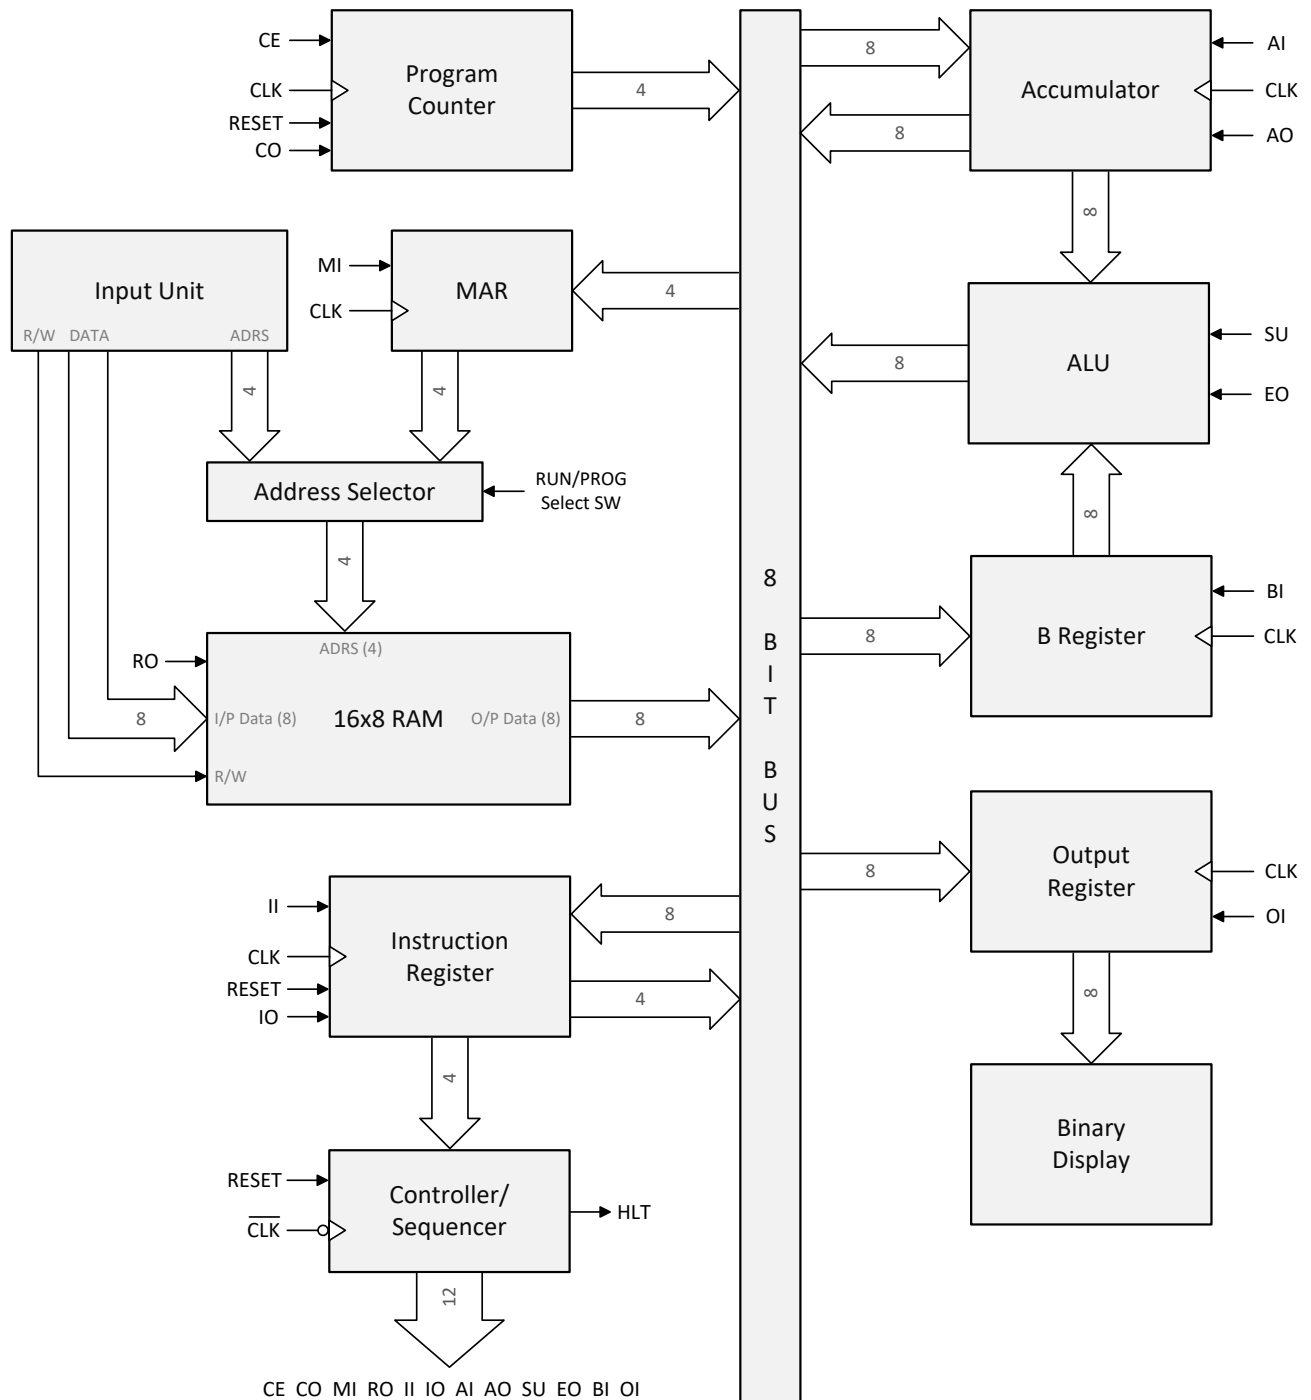 CE
CLK
RESET
CO
Program
Counter
4
8
8
Accumulator
AI
CLK
AO
8
Input Unit
R/W DATA ADRS
MI
CLK
MAR
4
4
4
8
ALU
SU
EO
Address Selector
RUN/PROG
Select SW
4
8
RO
ADRS (4)
I/P Data (8)
16x8 RAM
O/P Data (8)
R/W
8
8
8
B Register
BI
CLK
8
B
I
T
B
U
S
II
CLK
RESET
IO
Instruction
Register
8
4
8
Output
Register
CLK
OI
4
8
RESET
CLK
Controller/
Sequencer
HLT
Binary
Display
12
CE CO MI RO II IO AI AO SU EO BI OI